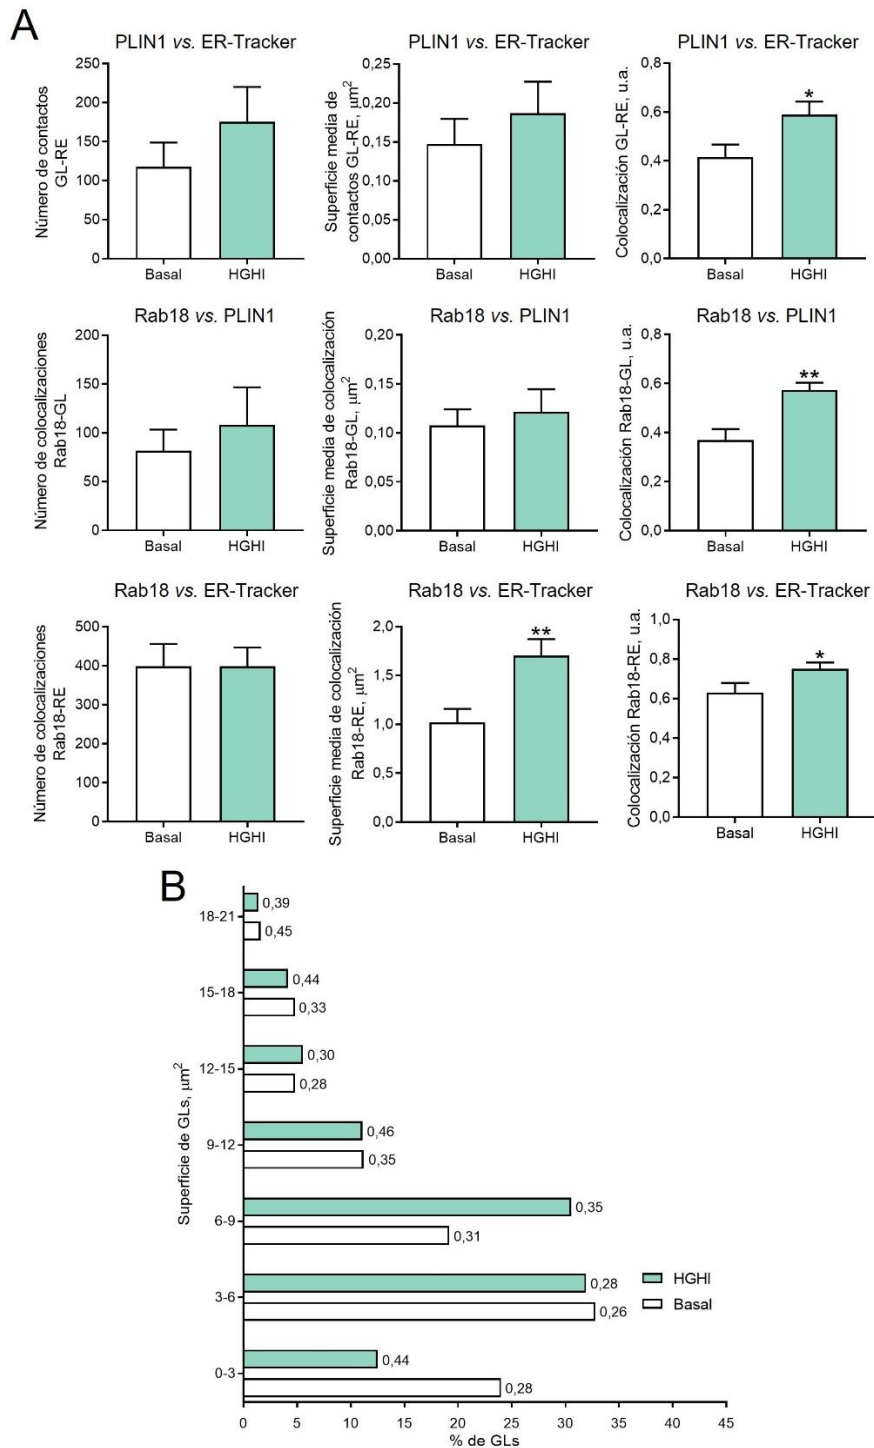 A
PLIN1 vs. ER-Tracker
Número de contactos
GL-RE
250
200
150
100
50
0
Basal
HGHI
PLIN1 vs. ER-Tracker
Superficie media de
contactos GL-RE, μm²
0,25
0,20
0,15
0,10
0,05
0,00
Basal
HGHI
PLIN1 vs. ER-Tracker
Colocalización GL-RE, u.a.
0,8
0,6
0,4
0,2
0,0
*
Basal
HGHI
Rab18 vs. PLIN1
Número de colocalizaciones
Rab18-GL
200
150
100
50
0
Basal
HGHI
Rab18 vs. PLIN1
Superficie media de colocalización
Rab18-GL, μm²
0,20
0,15
0,10
0,05
0,00
Basal
HGHI
Rab18 vs. PLIN1
Colocalización Rab18-GL, u.a.
0,8
0,6
0,4
0,2
0,0
**
Basal
HGHI
Rab18 vs. ER-Tracker
Número de colocalizaciones
Rab18-RE
500
400
300
200
100
0
Basal
HGHI
Rab18 vs. ER-Tracker
Superficie media de colocalización
Rab18-RE, μm²
2,0
1,5
1,0
0,5
0,0
**
Basal
HGHI
Rab18 vs. ER-Tracker
Colocalización Rab18-RE, u.a.
1,0
0,8
0,6
0,4
0,2
0,0
*
Basal
HGHI
B
Superficie de GLs, μm²
18-21
0,39
0,45
15-18
0,44
0,33
12-15
0,30
0,28
9-12
0,46
0,35
6-9
0,35
0,31
3-6
0,28
0,26
0-3
0,44
0,28
HGHI
Basal
0 5 10 15 20 25 30 35 40 45
% de GLs